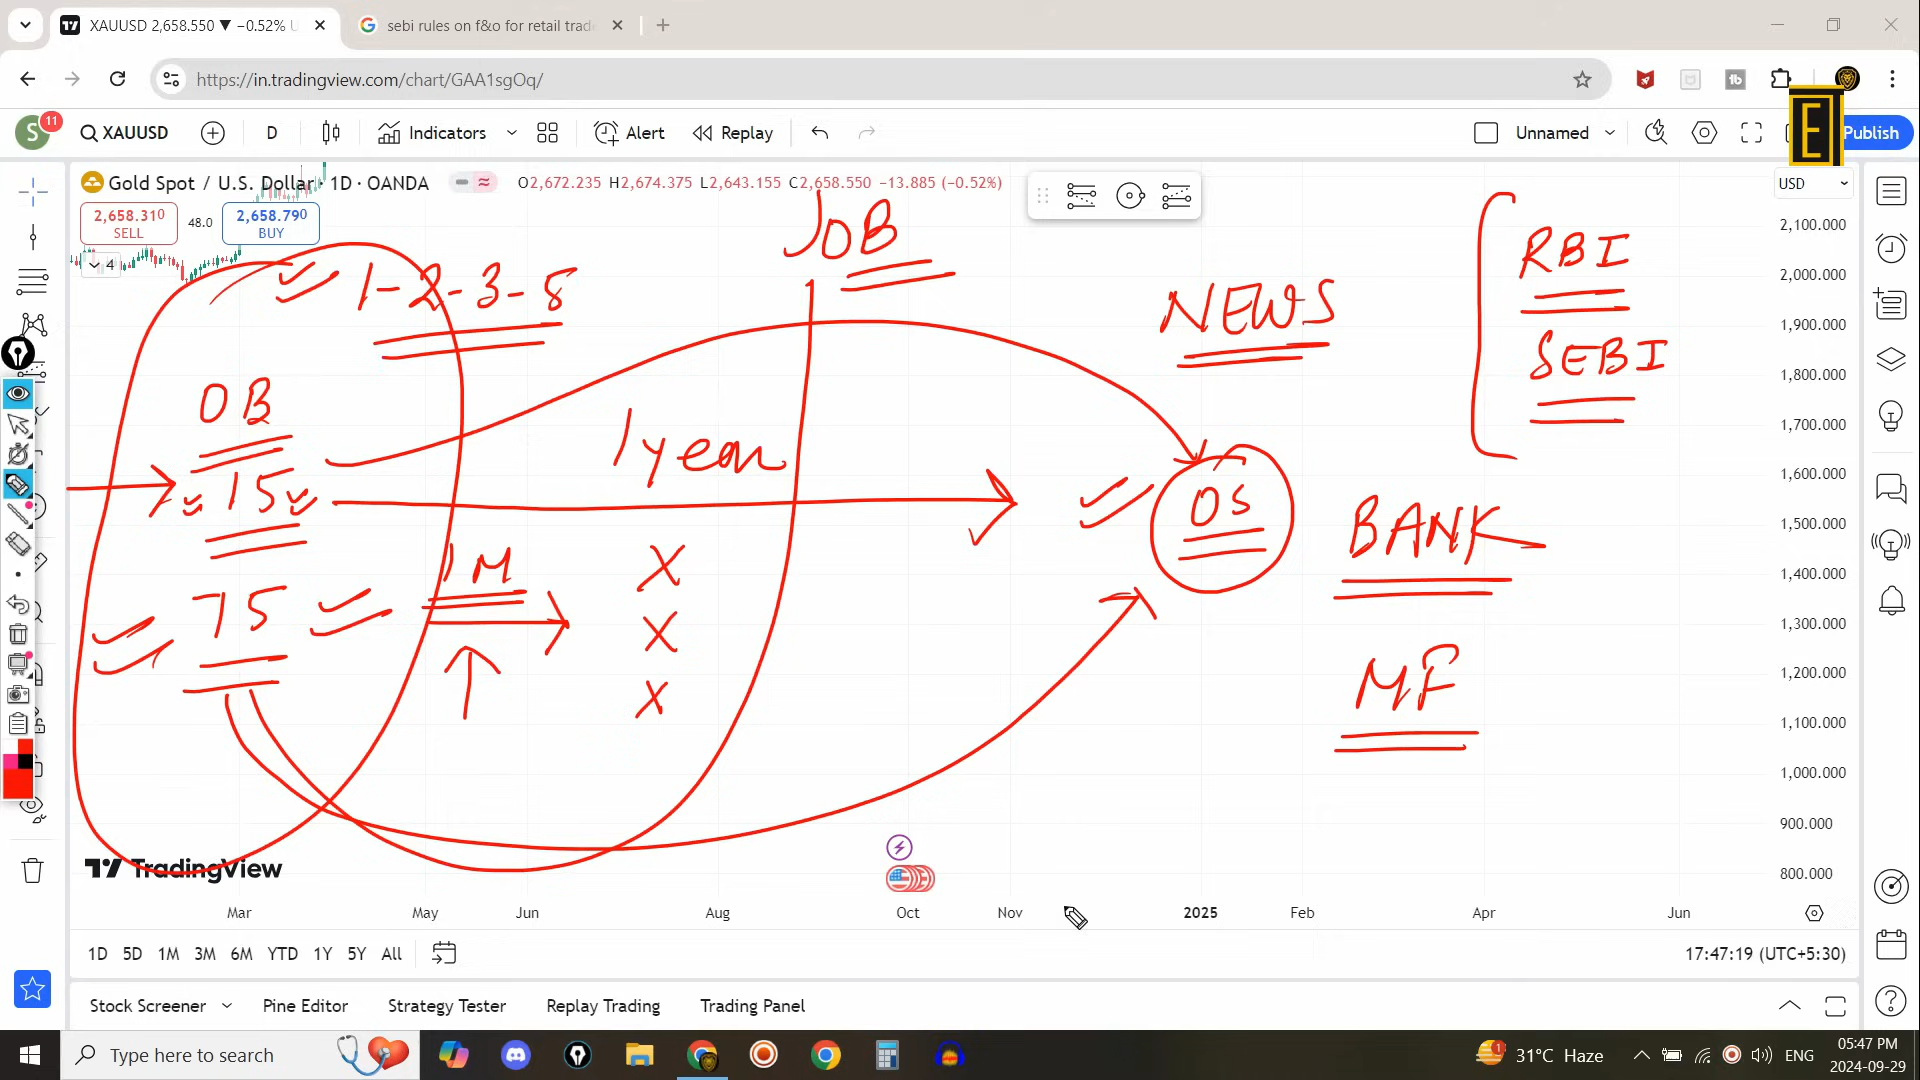 XAUUSD 2,658.550 ▼ −0.52% U
sebi rules on f&o for retail trad
https://in.tradingview.com/chart/GAA1sgOq/
S 11
XAUUSD
D
Indicators
Alert
Replay
Unnamed
Publish
E
Gold Spot / U.S. Dollar · 1D · OANDA
O2,672.235 H2,674.375 L2,643.155 C2,658.550 −13.885 (−0.52%)
USD
2,658.310
SELL
48.0
2,658.790
BUY
4
JOB
1-2-3-5
NEWS
RBI
SEBI
OB
1 year
15
OS
BANK
1 M
X
75
X
X
MF
2,100.000
2,000.000
1,900.000
1,800.000
1,700.000
1,600.000
1,500.000
1,400.000
1,300.000
1,200.000
1,100.000
1,000.000
900.000
800.000
TradingView
Mar May Jun Aug Oct Nov 2025 Feb Apr Jun
1D 5D 1M 3M 6M YTD 1Y 5Y All
17:47:19 (UTC+5:30)
Stock Screener Pine Editor Strategy Tester Replay Trading Trading Panel
Type here to search
31°C Haze
ENG
05:47 PM
2024-09-29